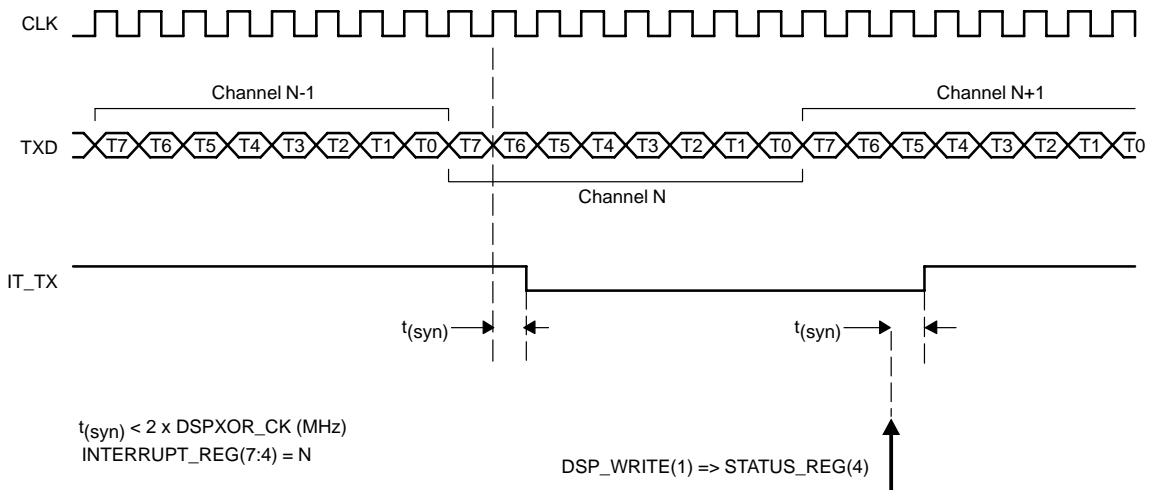 CLK
Channel N-1
Channel N+1
TXD
T7 T6 T5 T4 T3 T2 T1 T0 T7 T6 T5 T4 T3 T2 T1 T0 T7 T6 T5 T4 T3 T2 T1 T0
Channel N
IT_TX
t(syn)
t(syn)
t(syn) < 2 x DSPXOR_CK (MHz)
INTERRUPT_REG(7:4) = N
DSP_WRITE(1) => STATUS_REG(4)